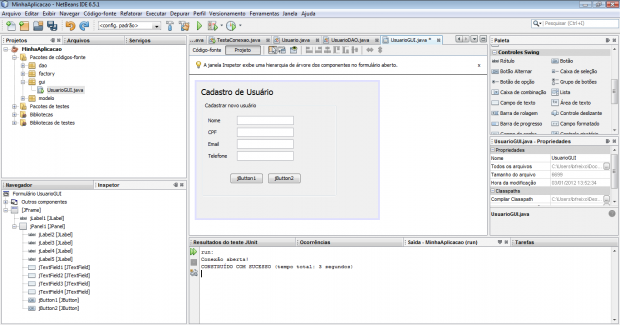 MinhaAplicacao - NetBeans IDE 6.5.1
Arquivo Editar Exibir Navegar Código-fonte Refatorar Executar Depurar Perfil Versionamento Ferramentas Janela Ajuda
<config. padrão>
Pesquisar (Ctrl+I)
Projetos Arquivos Serviços
MinhaAplicacao
Pacotes de código-fonte
dao
factory
gui
UsuarioGUI.java
modelo
Pacotes de testes
Bibliotecas
Bibliotecas de testes
...ava TestaConexao.java Usuario.java UsuarioDAO.java UsuarioGUI.java *
Código-fonte Projeto
A janela Inspetor exibe uma hierarquia de árvore dos componentes no formulário aberto.
Cadastro de Usuário
Cadastrar novo usuário
Nome
CPF
Email
Telefone
jButton1 jButton2
Paleta
Controles Swing
Rótulo Botão
Botão Alternar Caixa de seleção
Botão de opção Grupo de botões
Caixa de combinação Lista
Campo de texto Área de texto
Barra de rolagem Controle deslizante
Barra de progresso Campo formatado
UsuarioGUI.java - Propriedades
Propriedades
Nome UsuarioGUI
Todos os arquivos
Tamanho do arquivo 8699
Hora da modificação 03/01/2012 13:52:34
Classpaths
Compilar Classpath
UsuarioGUI.java
Navegador Inspetor
Formulário UsuarioGUI
Outros componentes
[JFrame]
jLabel1 [JLabel]
jPanel1 [JPanel]
jLabel2 [JLabel]
jLabel3 [JLabel]
jLabel4 [JLabel]
jLabel5 [JLabel]
jTextField1 [JTextField]
jTextField2 [JTextField]
jTextField3 [JTextField]
jTextField4 [JTextField]
jButton1 [JButton]
jButton2 [JButton]
Resultados do teste JUnit Ocorrências Saída - MinhaAplicacao (run) Tarefas
run:
Conexão aberta!
CONSTRUÍDO COM SUCESSO (tempo total: 3 segundos)